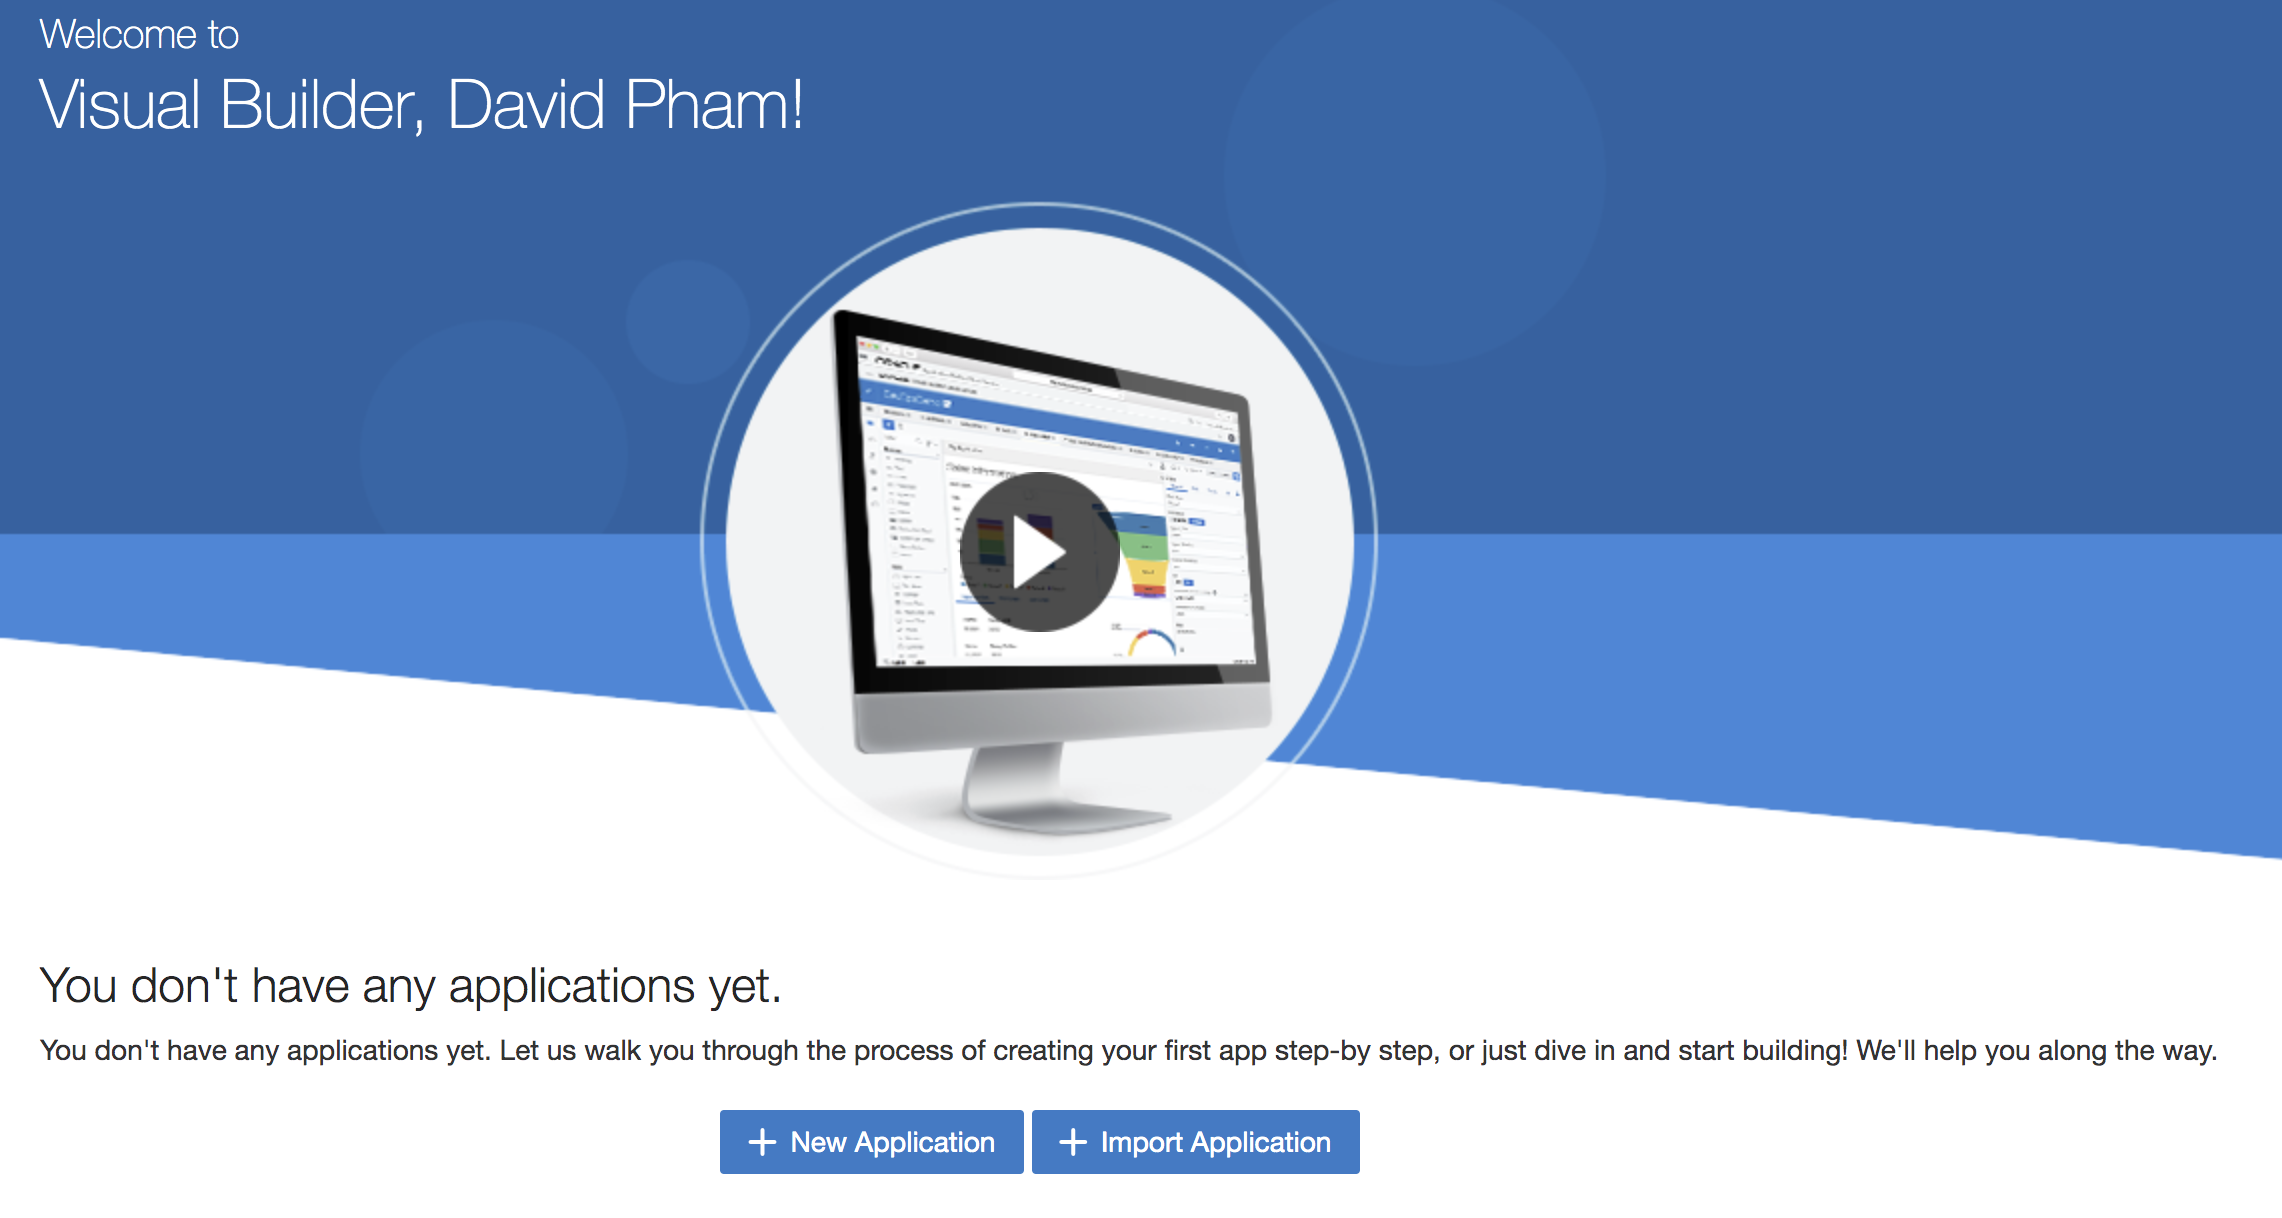 Welcome to
Visual Builder, David Pham!
You don't have any applications yet.
You don't have any applications yet. Let us walk you through the process of creating your first app step-by step, or just dive in and start building! We'll help you along the way.
New Application
Import Application